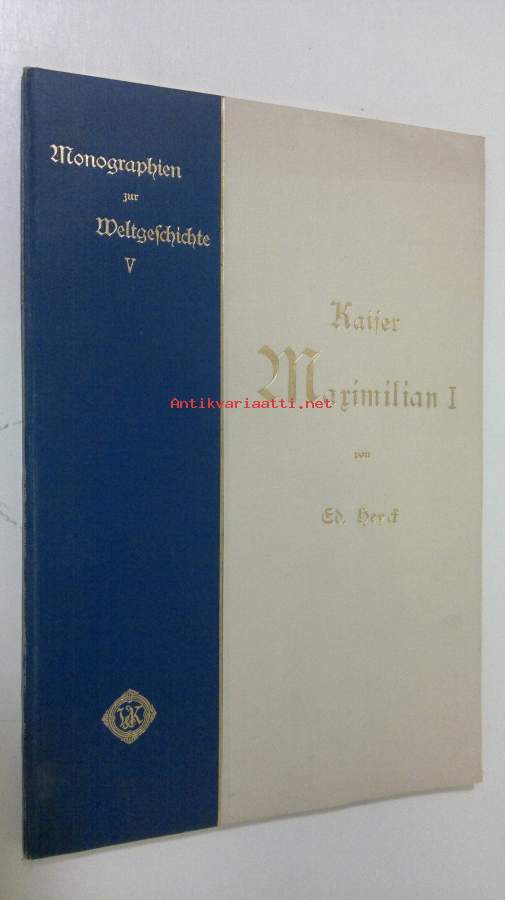 Monographien
zur
Weltgeschichte
V
Kaiser
Maximilian I
von
Ed. Heyck
Antikvariaatti.net
V&K